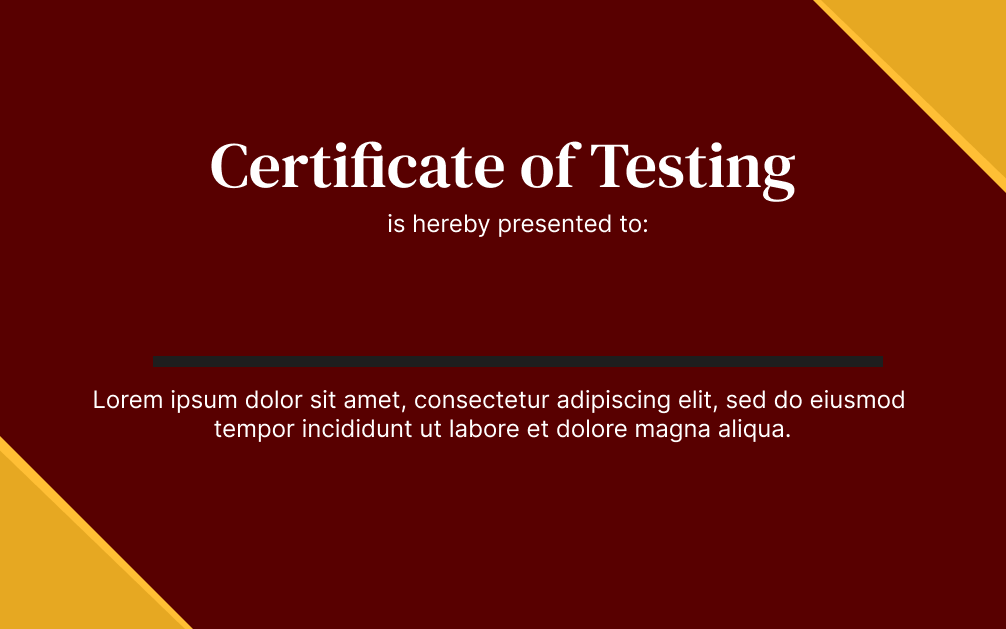 Certificate of Testing
is hereby presented to:
Lorem ipsum dolor sit amet, consectetur adipiscing elit, sed do eiusmod
tempor incididunt ut labore et dolore magna aliqua.